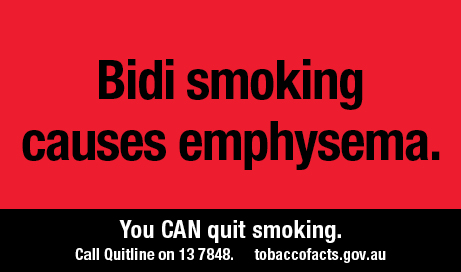 Bidi smoking
causes emphysema.
You CAN quit smoking.
Call Quitline on 13 7848. tobaccofacts.gov.au